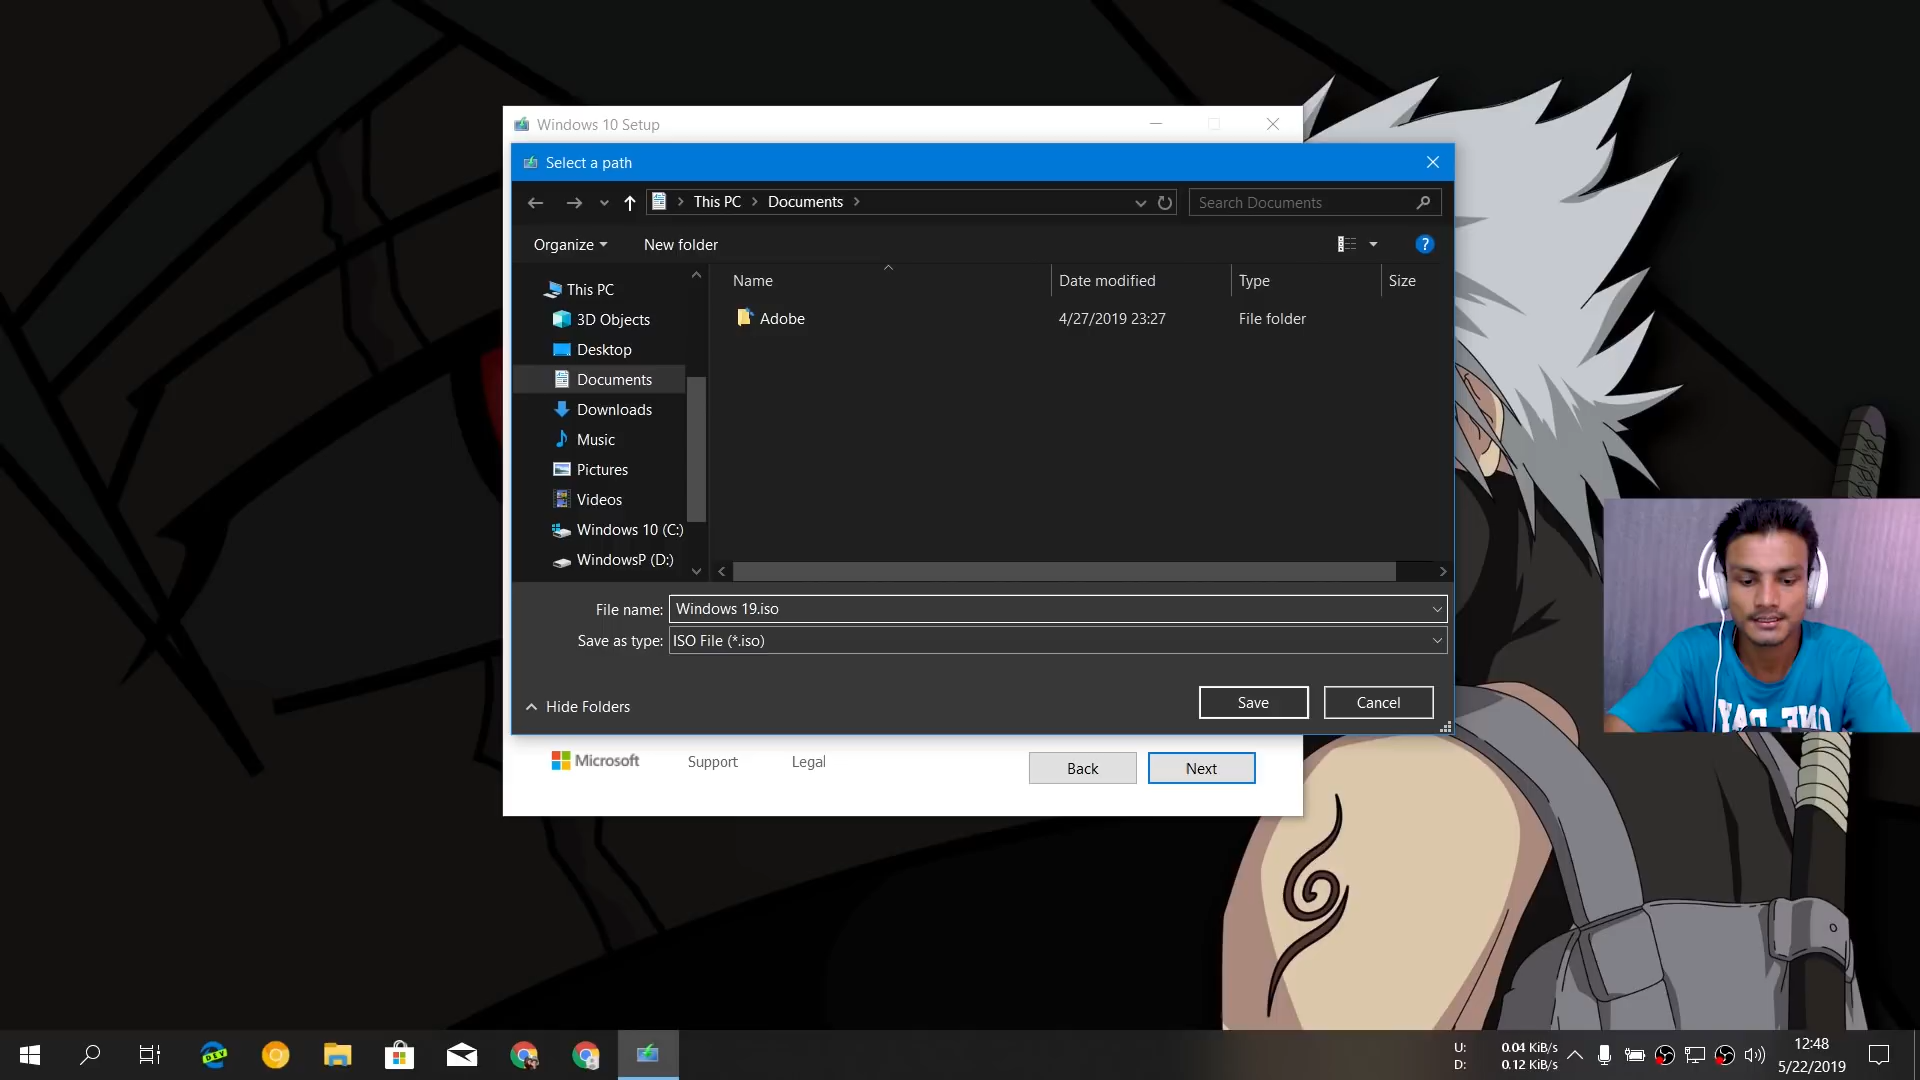 Windows 10 Setup
Select a path
This PC
Documents
Search Documents
Organize
New folder
?
Name
Date modified
Type
Size
This PC
3D Objects
Desktop
Documents
Downloads
Music
Pictures
Videos
Windows 10 (C:)
WindowsP (D:)
Adobe
4/27/2019 23:27
File folder
File name:
Windows 19.iso
Save as type:
ISO File (*.iso)
Hide Folders
Save
Cancel
Microsoft
Support
Legal
Back
Next
ONE DAY
DEV
U: 0.04 KiB/s
D: 0.12 KiB/s
12:48
5/22/2019